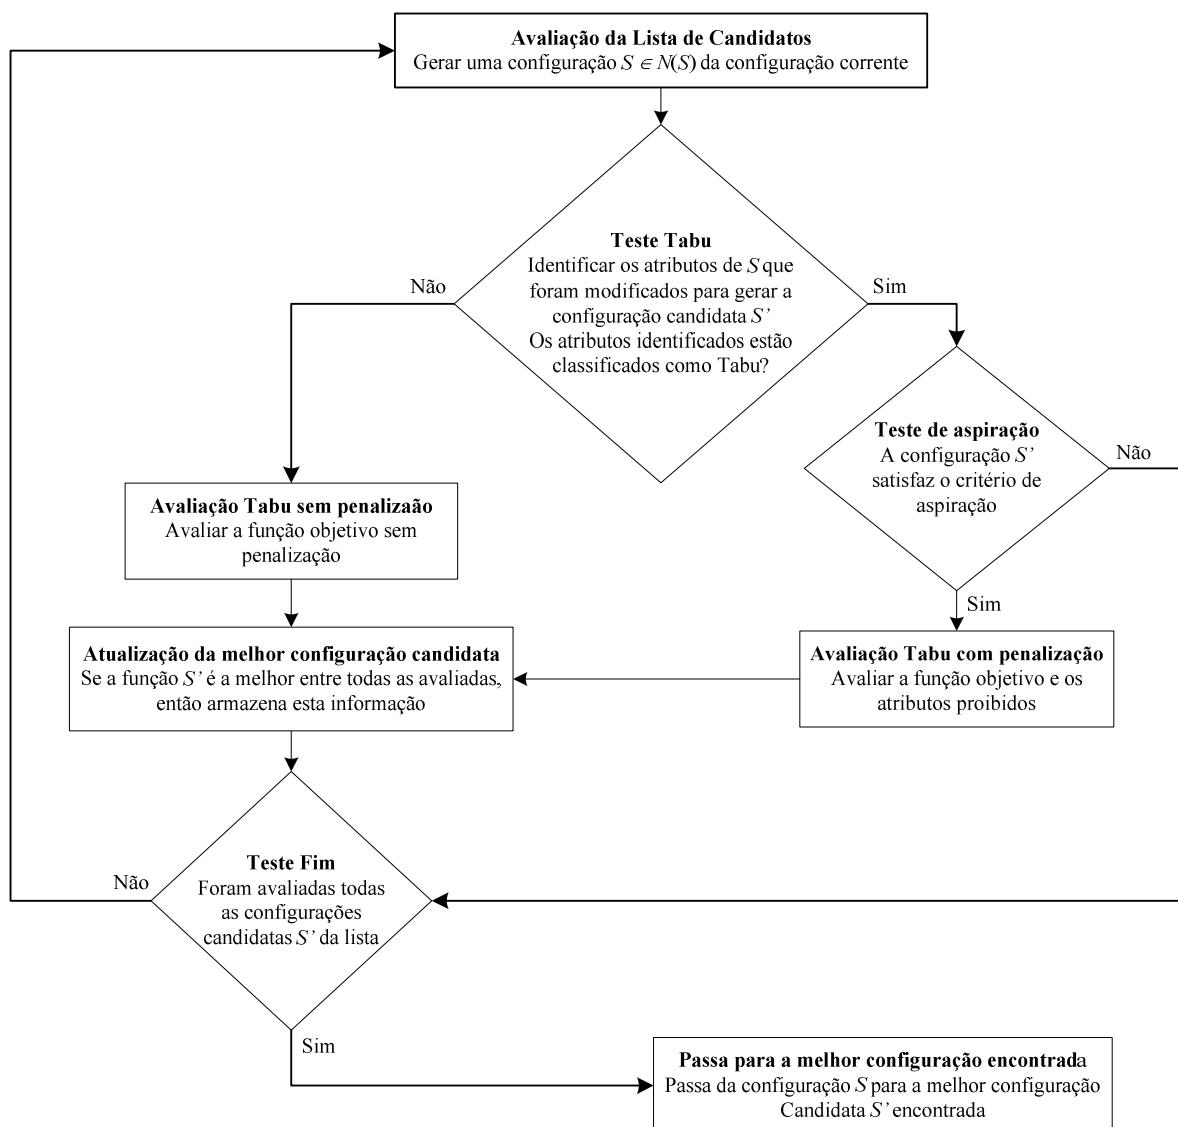 Avaliação da Lista de Candidatos
Gerar uma configuração S ∈ N(S) da configuração corrente
Teste Tabu
Identificar os atributos de S que
foram modificados para gerar a
configuração candidata S’
Os atributos identificados estão
classificados como Tabu?
Não
Sim
Teste de aspiração
A configuração S’
satisfaz o critério de
aspiração
Não
Sim
Avaliação Tabu sem penalizaão
Avaliar a função objetivo sem
penalização
Atualização da melhor configuração candidata
Se a função S’ é a melhor entre todas as avaliadas,
então armazena esta informação
Avaliação Tabu com penalização
Avaliar a função objetivo e os
atributos proibidos
Teste Fim
Foram avaliadas todas
as configurações
candidatas S’ da lista
Não
Sim
Passa para a melhor configuração encontrada
Passa da configuração S para a melhor configuração
Candidata S’ encontrada